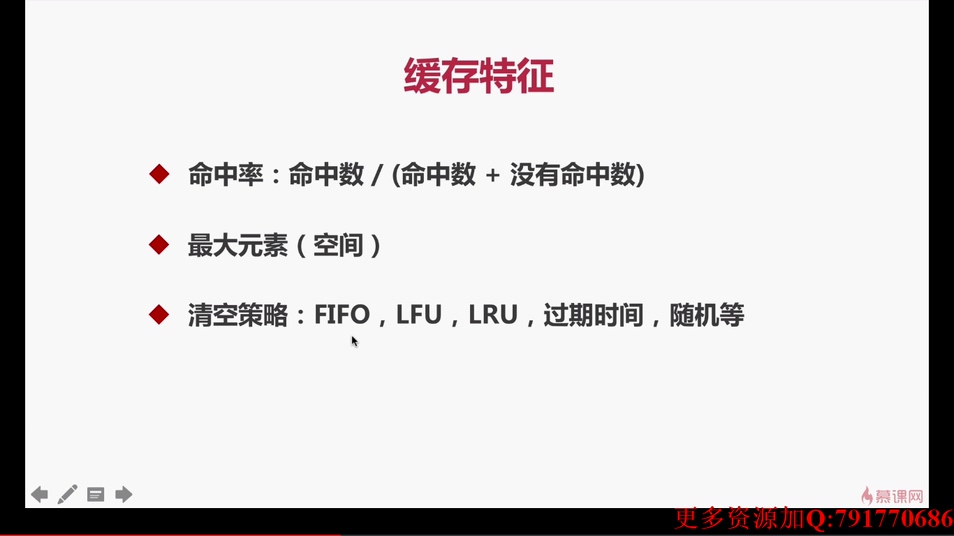 缓存特征
命中率：命中数 / (命中数 + 没有命中数)
最大元素（空间）
清空策略：FIFO，LFU，LRU，过期时间，随机等
慕课网
更多资源加Q:791770686